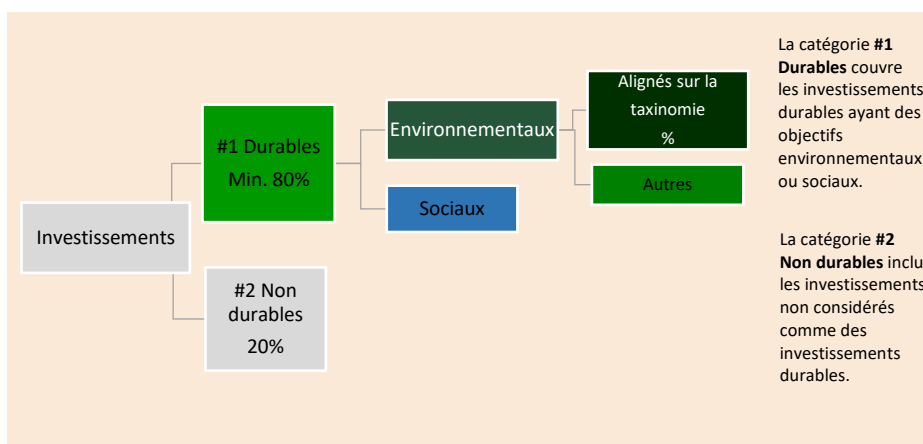 Investissements
#1 Durables
Min. 80%
#2 Non
durables
20%
Environnementaux
Sociaux
Alignés sur la
taxinomie
%
Autres
La catégorie #1
Durables couvre
les investissements
durables ayant des
objectifs
environnementaux
ou sociaux.
La catégorie #2
Non durables inclu
les investissements
non considérés
comme des
investissements
durables.